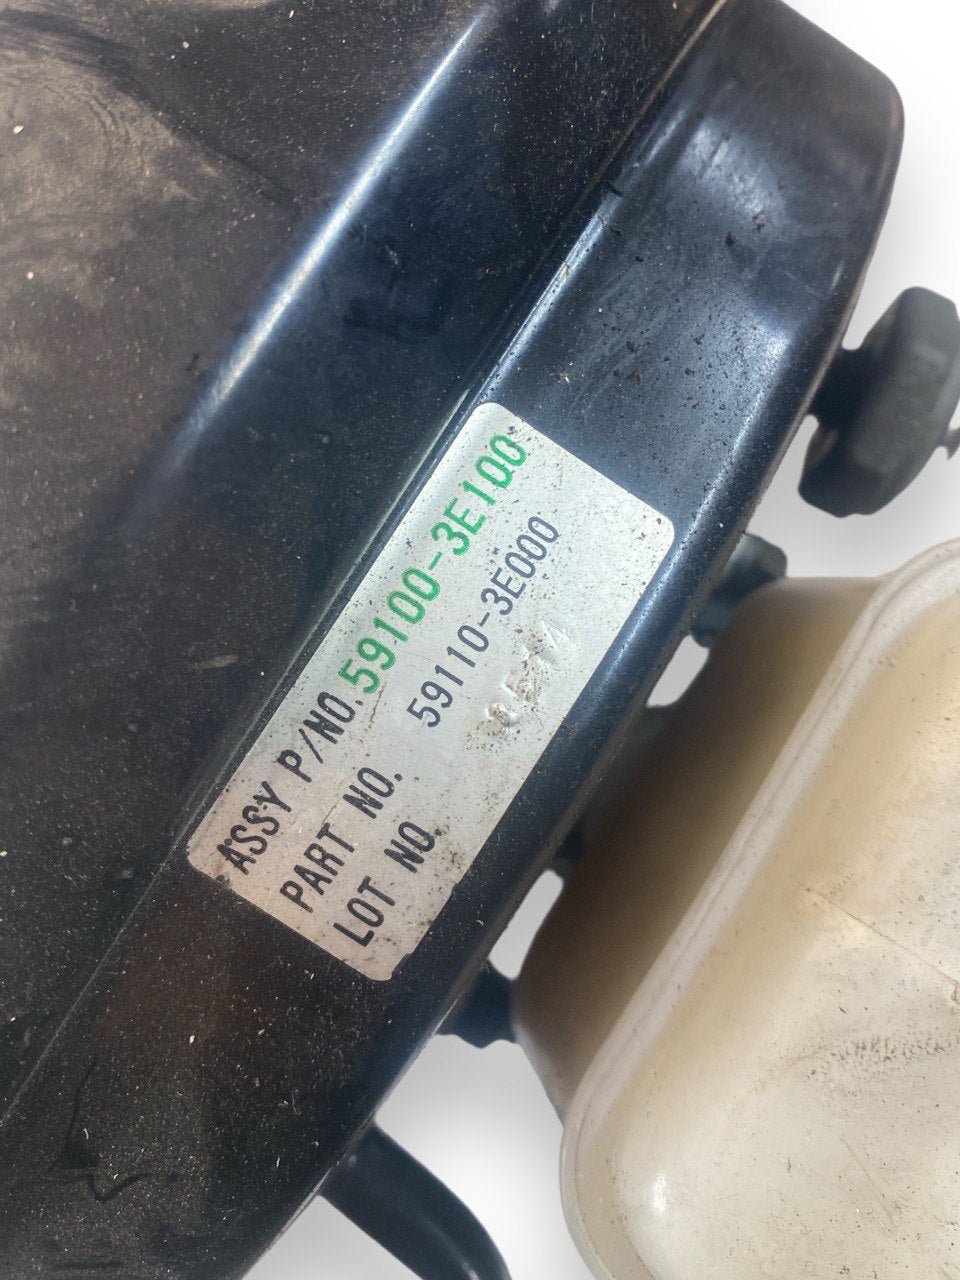 ASSY P/NO. 59100-3E100
PART NO. 59110-3E000
LOT NO.